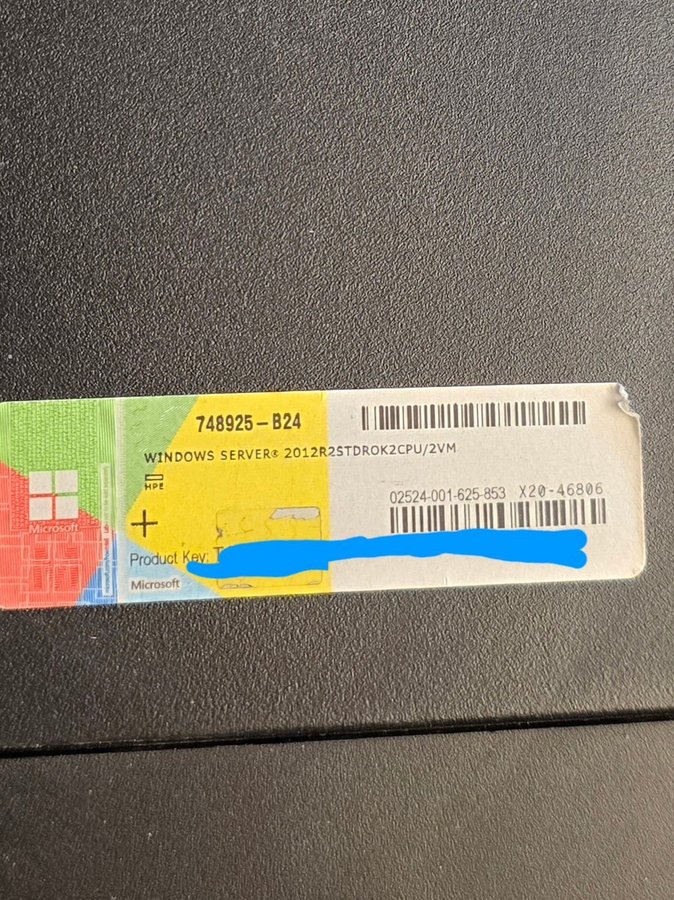 748925-B24
WINDOWS SERVER® 2012R2STDROK2CPU/2VM
HPE
02524-001-625-853 X20-46806
Product Key: T
Microsoft
Microsoft